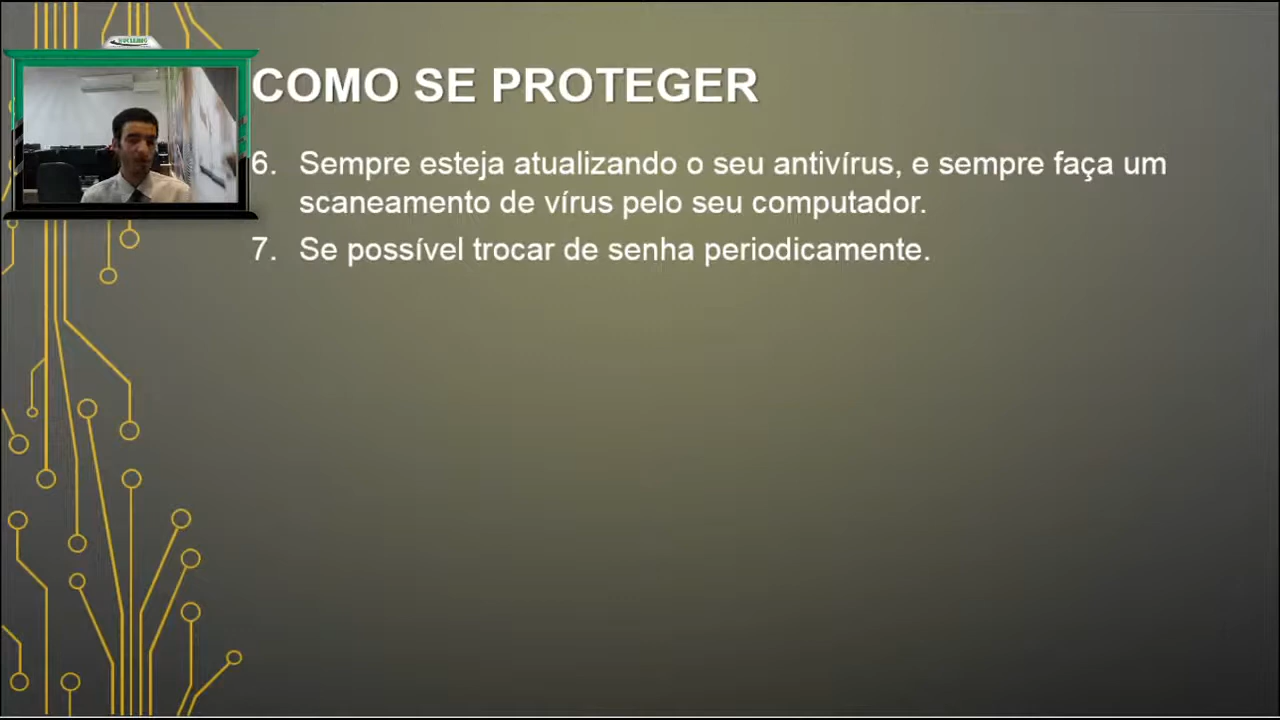 COMO SE PROTEGER
6. Sempre esteja atualizando o seu antivírus, e sempre faça um
scaneamento de vírus pelo seu computador.
7. Se possível trocar de senha periodicamente.